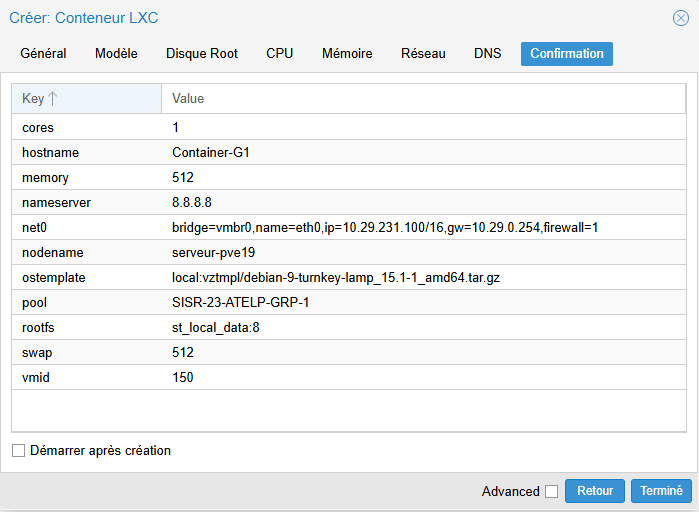 Créer: Conteneur LXC
Général Modèle Disque Root CPU Mémoire Réseau DNS Confirmation
Key Value
cores 1
hostname Container-G1
memory 512
nameserver 8.8.8.8
net0 bridge=vmbr0,name=eth0,ip=10.29.231.100/16,gw=10.29.0.254,firewall=1
nodename serveur-pve19
ostemplate local:vztmpl/debian-9-turnkey-lamp_15.1-1_amd64.tar.gz
pool SISR-23-ATELP-GRP-1
rootfs st_local_data:8
swap 512
vmid 150
Démarrer après création
Advanced Retour Terminé